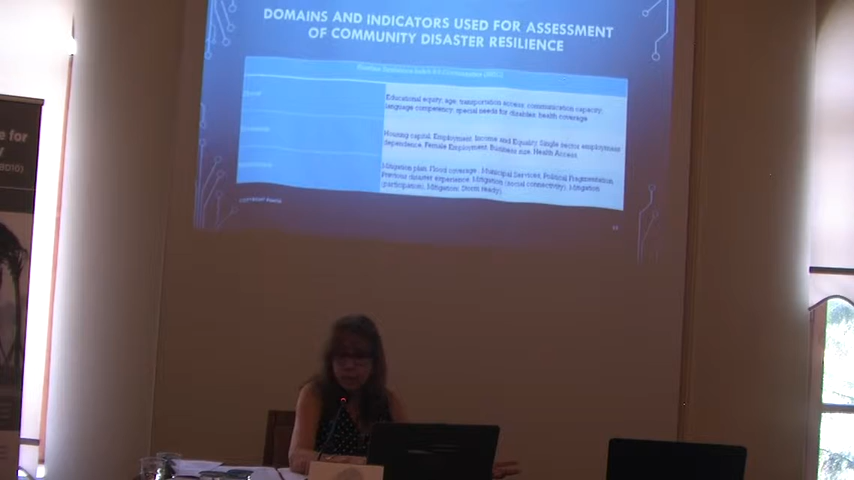 DOMAINS AND INDICATORS USED FOR ASSESSMENT
OF COMMUNITY DISASTER RESILIENCE
Educational equity, age, transportation access, communication capacity,
language competency, special needs for disables, health coverage
Housing capital, Employment, Income and Equality, Single sector employment
dependence, Female Employment, Business size, Health Access,
Mitigation plan, Flood coverage, Municipal Services, Political Fragmentation,
Previous disaster experience, Mitigation (social connectivity), Mitigation
(participation), Mitigation, (Storm ready),
e for